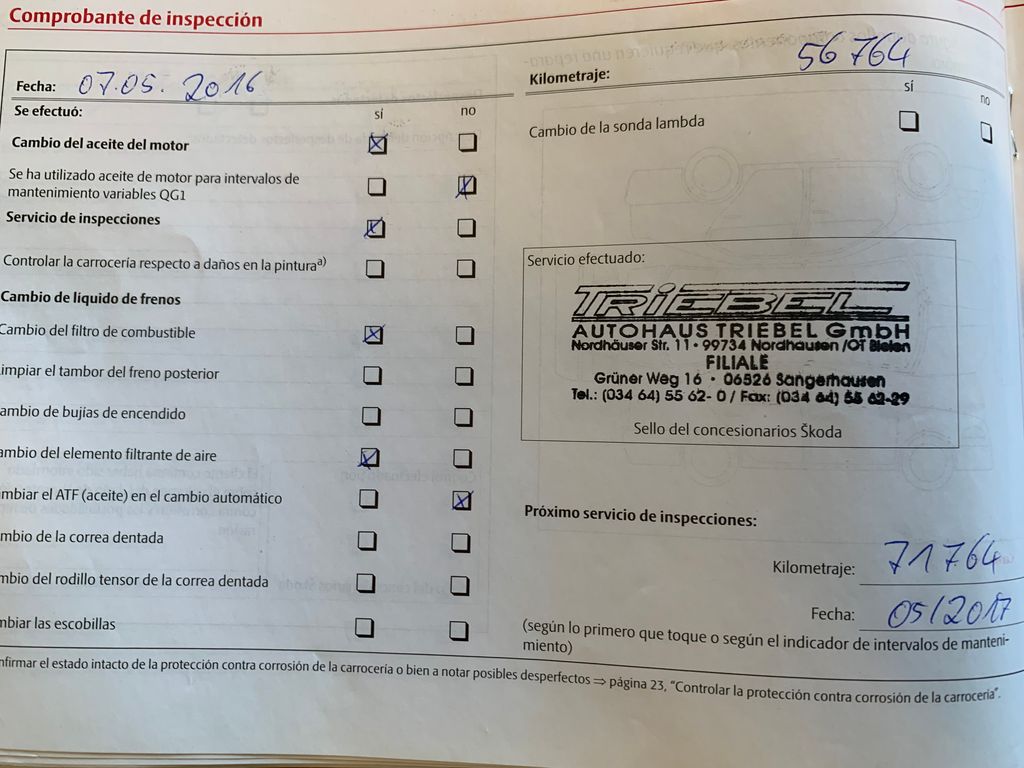 Comprobante de inspección
Fecha: 07.05.2016
Se efectuó: sí no
Cambio del aceite del motor
Se ha utilizado aceite de motor para intervalos de
mantenimiento variables QG1
Servicio de inspecciones
Controlar la carrocería respecto a daños en la pinturaª)
Cambio de líquido de frenos
Cambio del filtro de combustible
impiar el tambor del freno posterior
ambio de bujias de encendido
ambio del elemento filtrante de aire
mbiar el ATF (aceite) en el cambio automático
mbio de la correa dentada
mbio del rodillo tensor de la correa dentada
mbiar las escobillas
Kilometraje: 56 764
sí no
Cambio de la sonda lambda
Servicio efectuado:
TRIEBEL
AUTOHAUS TRIEBEL GmbH
Nordhäuser Str. 11 • 99734 Nordhausen /OT Bielen
FILIALE
Grüner Weg 16 • 06526 Sangerhausen
Tel.: (034 64) 55 62- 0 / Fax: (034 64) 55 62-29
Sello del concesionarios Škoda
Próximo servicio de inspecciones:
Kilometraje: 71 764
Fecha: 05/2017
(según lo primero que toque o según el indicador de intervalos de manteni-
miento)
nfirmar el estado intacto de la protección contra corrosión de la carrocería o bien a notar posibles desperfectos ⇒ página 23, "Controlar la protección contra corrosión de la carrocería".